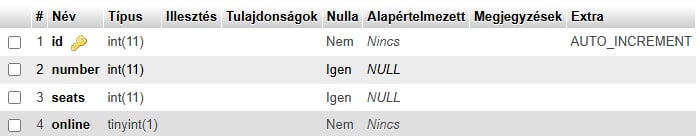 # Név Típus Illesztés Tulajdonságok Nulla Alapértelmezett Megjegyzések Extra
1 id int(11) Nem Nincs AUTO_INCREMENT
2 number int(11) Igen NULL
3 seats int(11) Igen NULL
4 online tinyint(1) Nem Nincs